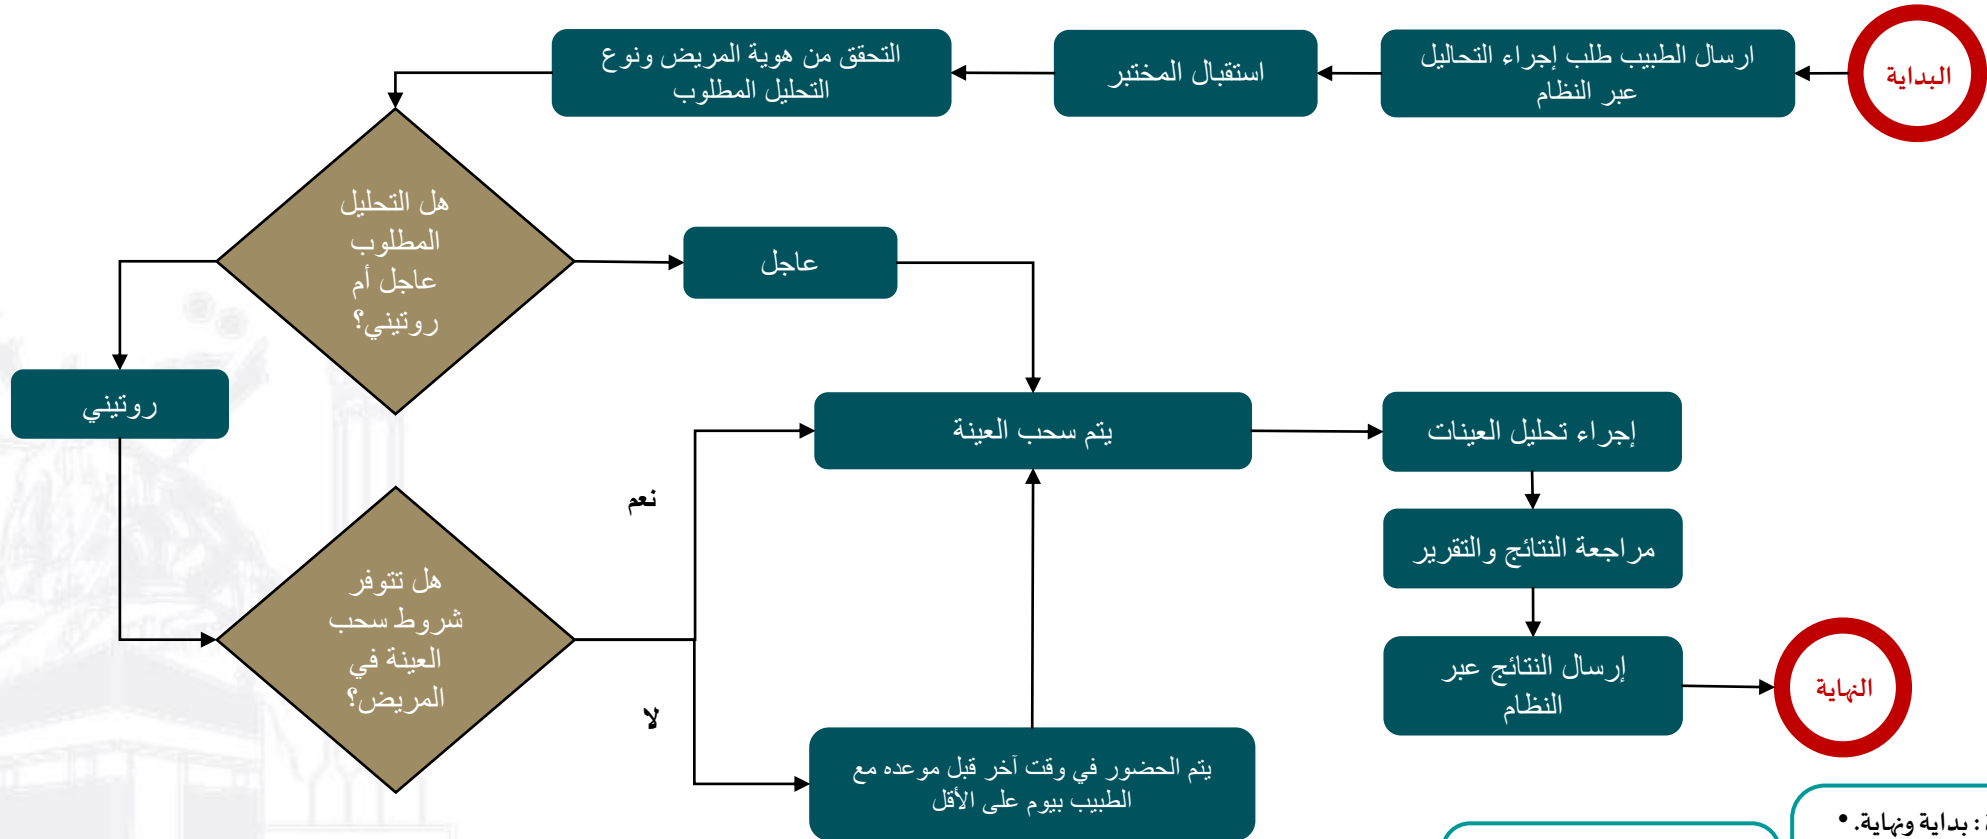 البداية
ارسال الطبيب طلب إجراء التحاليل
عبر النظام
استقبال المختبر
التحقق من هوية المريض ونوع
التحليل المطلوب
هل التحليل
المطلوب
عاجل أم
روتيني؟
عاجل
روتيني
هل تتوفر
شروط سحب
العينة في
المريض؟
نعم
لا
يتم سحب العينة
يتم الحضور في وقت آخر قبل موعده مع
الطبيب بيوم على الأقل
إجراء تحليل العينات
مراجعة النتائج والتقرير
إرسال النتائج عبر
النظام
النهاية
: بداية ونهاية. •